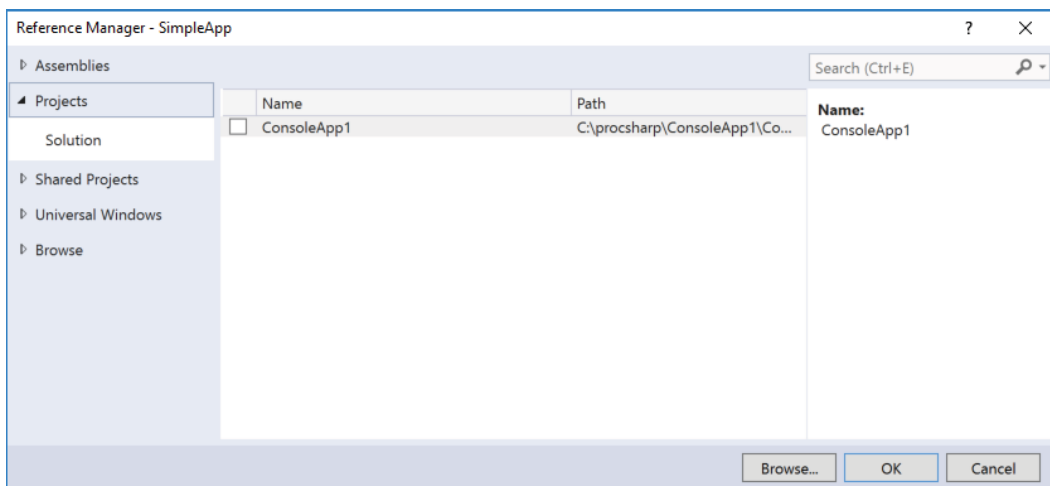 Reference Manager - SimpleApp ? ×
Assemblies
Search (Ctrl+E)
Projects
Solution
Shared Projects
Universal Windows
Browse
Name Path
ConsoleApp1 C:\procsharp\ConsoleApp1\Co...
Name:
ConsoleApp1
Browse... OK Cancel